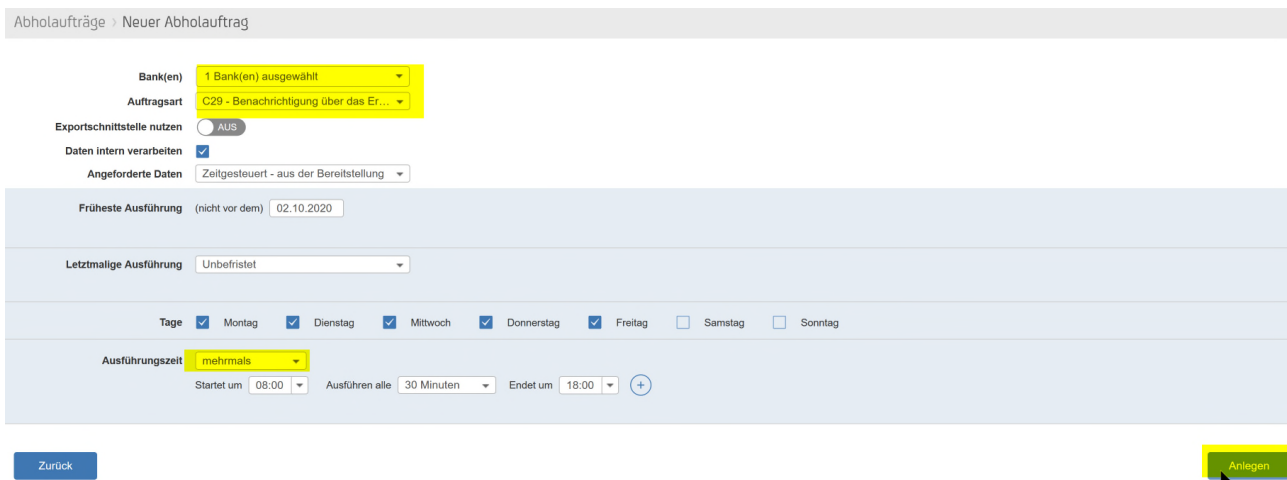 Abholaufträge › Neuer Abholauftrag
Bank(en) 1 Bank(en) ausgewählt
Auftragsart C29 - Benachrichtigung über das Er...
Exportschnittstelle nutzen AUS
Daten intern verarbeiten
Angeforderte Daten Zeitgesteuert - aus der Bereitstellung
Früheste Ausführung (nicht vor dem) 02.10.2020
Letztmalige Ausführung Unbefristet
Tage Montag Dienstag Mittwoch Donnerstag Freitag Samstag Sonntag
Ausführungszeit mehrmals
Startet um 08:00 Ausführen alle 30 Minuten Endet um 18:00
Zurück Anlegen